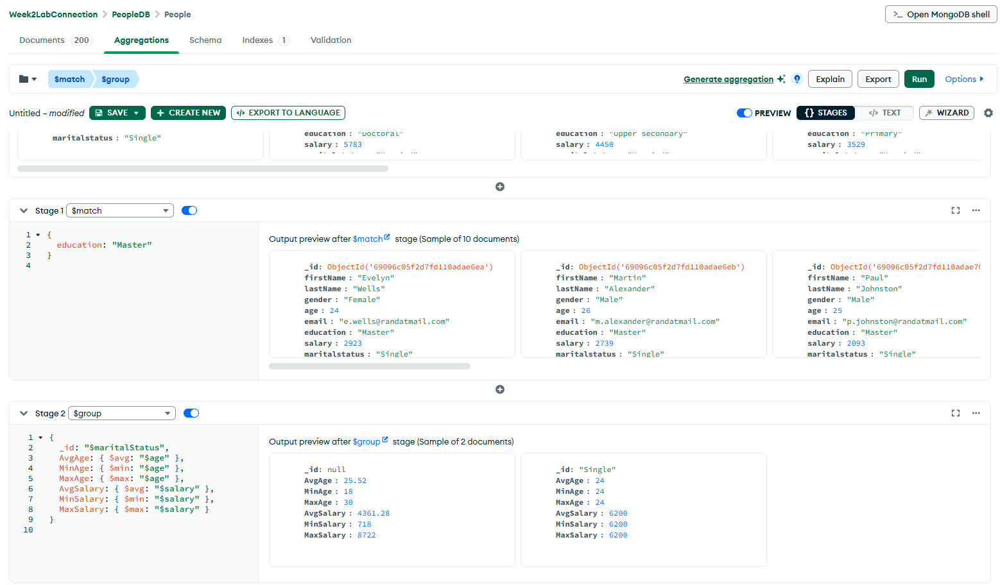 Week2LabConnection > PeopleDB > People
>_ Open MongoDB shell
Documents 200 Aggregations Schema Indexes 1 Validation
$match $group
Generate aggregation Explain Export Run Options
Untitled – modified SAVE CREATE NEW </> EXPORT TO LANGUAGE
PREVIEW {} STAGES </> TEXT WIZARD
maritalstatus : "Single"
education : "Doctoral"
salary : 5783
education : "Upper secondary"
salary : 4450
education : "Primary"
salary : 3529
Stage 1 $match
1 {
2 education: "Master"
3 }
4
Output preview after $match stage (Sample of 10 documents)
_id: ObjectId('69096c05f2d7fd110adae6ea')
firstName : "Evelyn"
lastName : "Wells"
gender : "Female"
age : 24
email : "e.wells@randatmail.com"
education : "Master"
salary : 2923
maritalstatus : "Single"
_id: ObjectId('69096c05f2d7fd110adae6eb')
firstName : "Martin"
lastName : "Alexander"
gender : "Male"
age : 26
email : "m.alexander@randatmail.com"
education : "Master"
salary : 2739
maritalstatus : "Single"
_id: ObjectId('69096c05f2d7fd110adae70
firstName : "Paul"
lastName : "Johnston"
gender : "Male"
age : 25
email : "p.johnston@randatmail.com"
education : "Master"
salary : 2093
maritalstatus : "Single"
Stage 2 $group
1 {
2 _id: "$maritalStatus",
3 AvgAge: { $avg: "$age" },
4 MinAge: { $min: "$age" },
5 MaxAge: { $max: "$age" },
6 AvgSalary: { $avg: "$salary" },
7 MinSalary: { $min: "$salary" },
8 MaxSalary: { $max: "$salary" }
9 }
10
Output preview after $group stage (Sample of 2 documents)
_id: null
AvgAge : 25.52
MinAge : 18
MaxAge : 30
AvgSalary : 4361.28
MinSalary : 718
MaxSalary : 8722
_id: "Single"
AvgAge : 24
MinAge : 24
MaxAge : 24
AvgSalary : 6200
MinSalary : 6200
MaxSalary : 6200